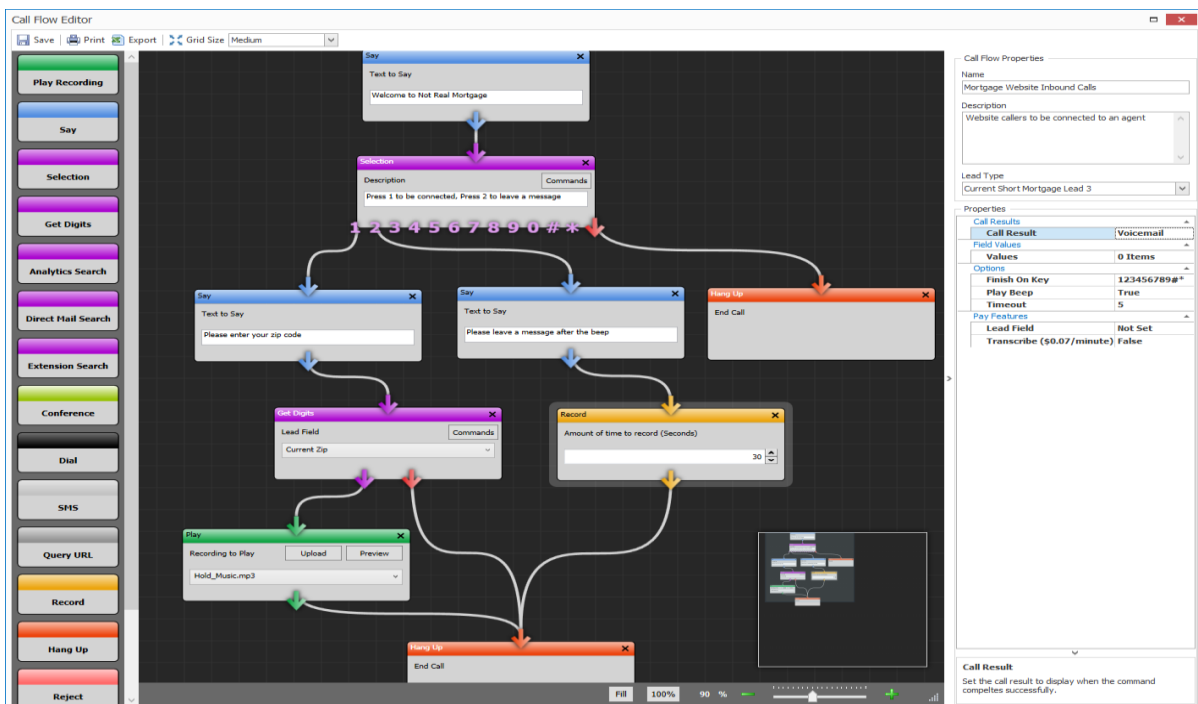 Call Flow Editor
Save Print Export Grid Size Medium
Play Recording
Say
Selection
Get Digits
Analytics Search
Direct Mail Search
Extension Search
Conference
Dial
SMS
Query URL
Record
Hang Up
Reject
Say
Text to Say
Welcome to Not Real Mortgage
Selection
Description Commands
Press 1 to be connected, Press 2 to leave a message
1 2 3 4 5 6 7 8 9 0 # *
Say
Text to Say
Please enter your zip code
Say
Text to Say
Please leave a message after the beep
Hang Up
End Call
Get Digits
Lead Field Commands
Current Zip
Record
Amount of time to record (Seconds)
30
Play
Recording to Play Upload Preview
Hold_Music.mp3
Hang Up
End Call
Fill 100% 90 %
Call Flow Properties
Name
Mortgage Website Inbound Calls
Description
Website callers to be connected to an agent
Lead Type
Current Short Mortgage Lead 3
Properties
Call Results
Call Result Voicemail
Field Values
Values 0 Items
Options
Finish On Key 123456789#*
Play Beep True
Timeout 5
Pay Features
Lead Field Not Set
Transcribe ($0.07/minute) False
Call Result
Set the call result to display when the command
compeltes successfully.